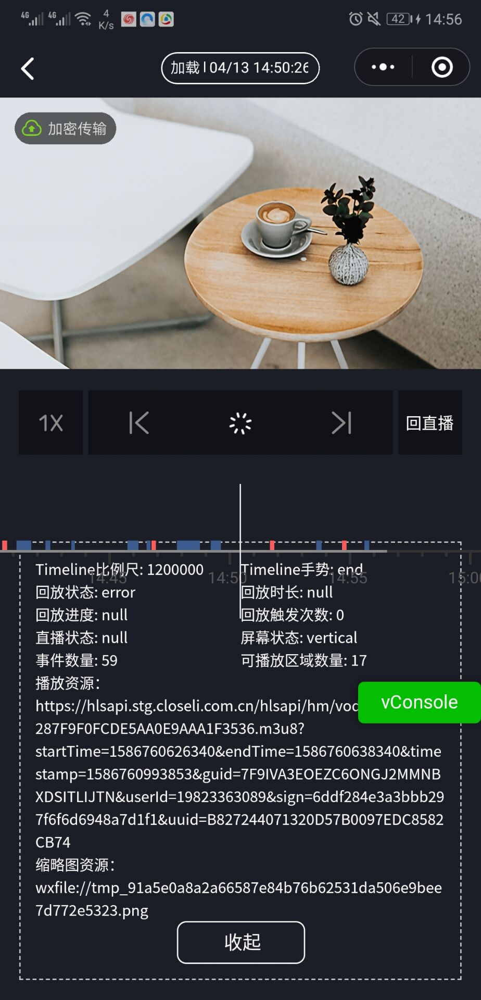 4G 4G 4 K/s 42 14:56
加载 | 04/13 14:50:26
加密传输
1X 回直播
14:45 14:50 14:55
Timeline比例尺: 1200000 Timeline手势: end
回放状态: error 回放时长: null
回放进度: null 回放触发次数: 0
直播状态: null 屏幕状态: vertical
事件数量: 59 可播放区域数量: 17
播放资源:
https://hlsapi.stg.closeli.com.cn/hlsapi/hm/vod
vConsole
287F9F0FCDE5AA0E9AAA1F3536.m3u8?
startTime=1586760626340&endTime=1586760638340&time
stamp=1586760993853&guid=7F9IVA3EOEZC6ONGJ2MMNB
XDSITLIJTN&userId=19823363089&sign=6ddf284e3a3bbb29
7f6f6d6948a7d1f1&uuid=B827244071320D57B0097EDC8582
CB74
缩略图资源:
wxfile://tmp_91a5e0a8a2a66587e84b76b62531da506e9bee
7d772e5323.png
收起